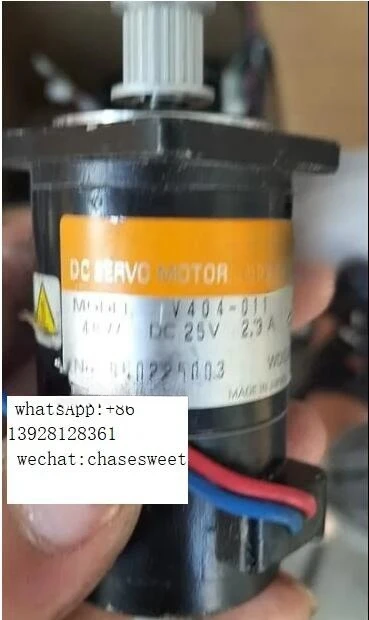 DC SERVO MOTOR
MODEL V404-011
DC 25V 2.3 A
MADE IN JAPAN
whatsApp:+86
13928128361
wechat:chasesweet